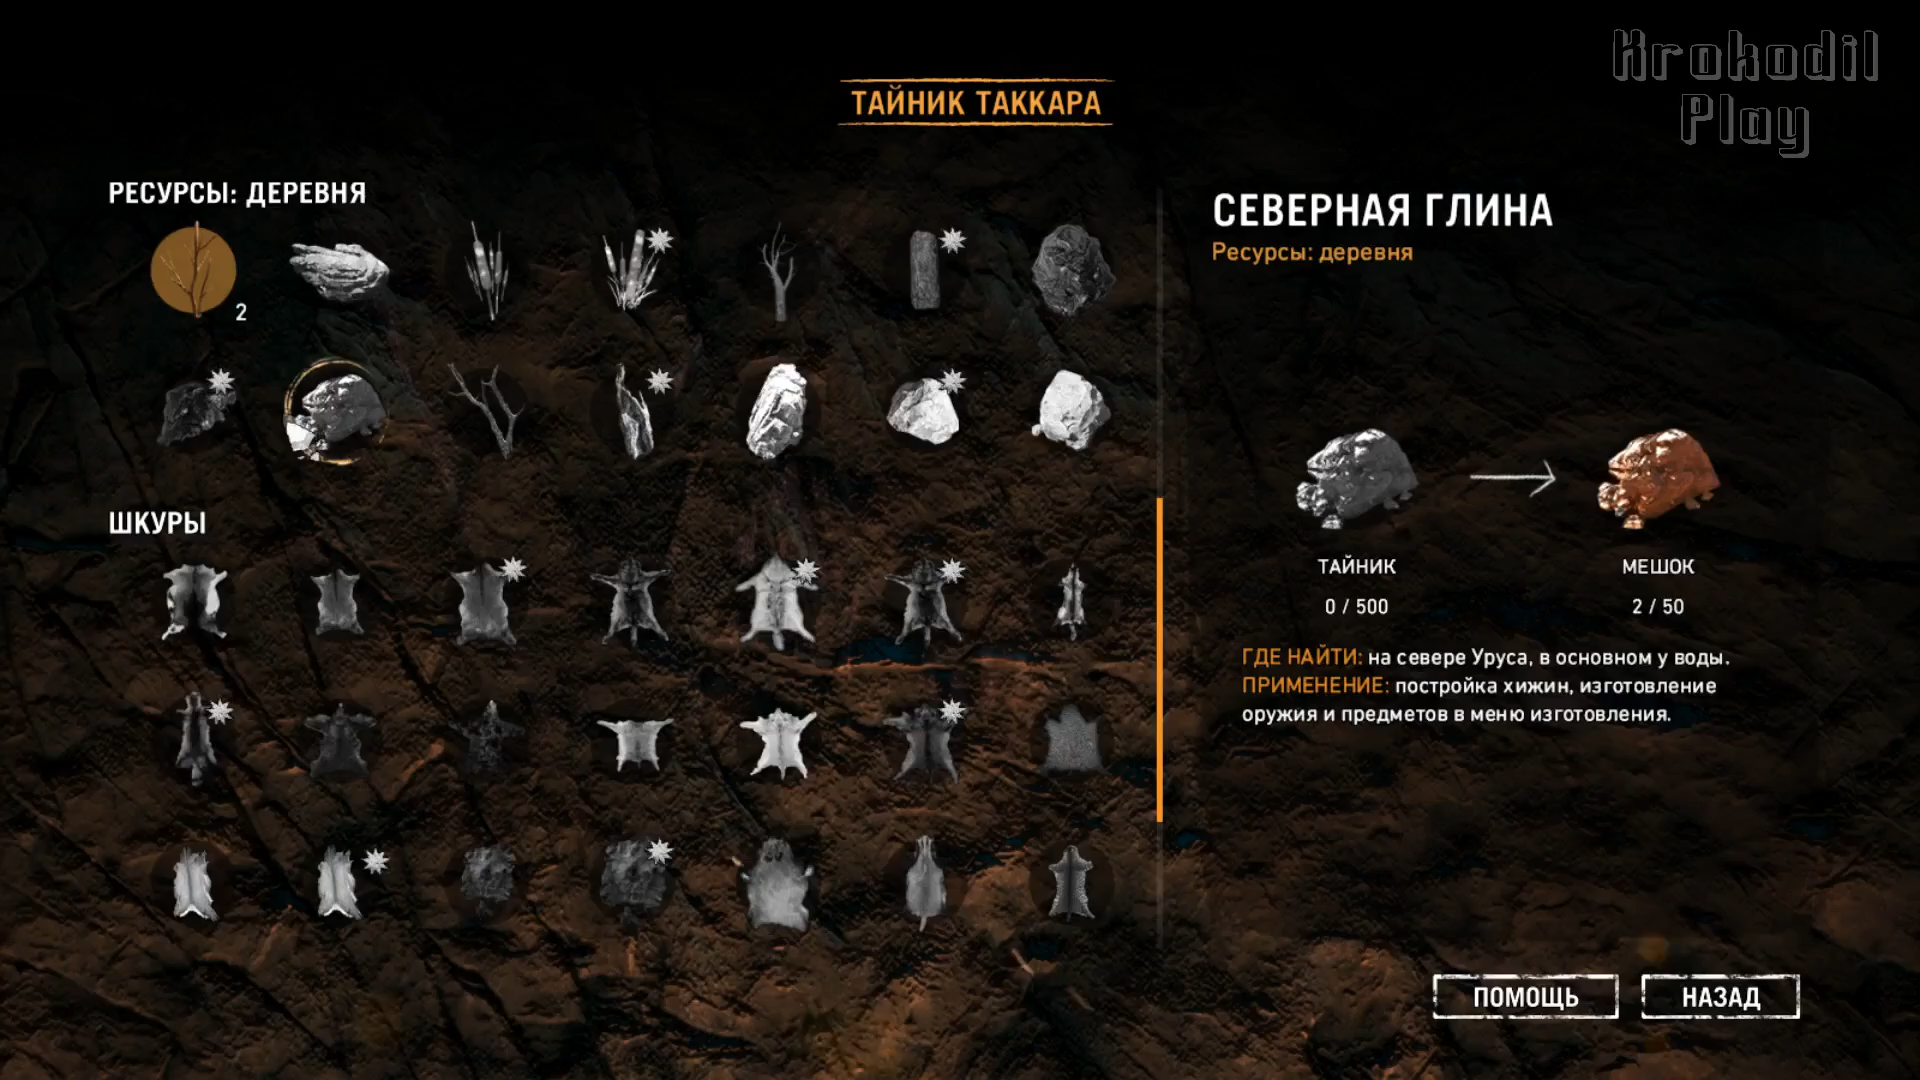 Krokodil
Play
ТАЙНИК ТАККАРА
РЕСУРСЫ: ДЕРЕВНЯ
2
ШКУРЫ
СЕВЕРНАЯ ГЛИНА
Ресурсы: деревня
ТАЙНИК
МЕШОК
0 / 500
2 / 50
ГДЕ НАЙТИ: на севере Уруса, в основном у воды.
ПРИМЕНЕНИЕ: постройка хижин, изготовление
оружия и предметов в меню изготовления.
ПОМОЩЬ
НАЗАД